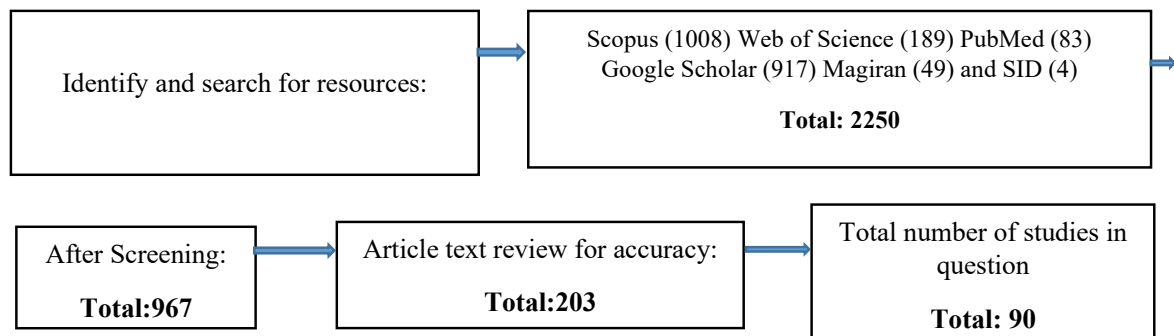 Identify and search for resources:
Scopus (1008) Web of Science (189) PubMed (83)
Google Scholar (917) Magiran (49) and SID (4)
Total: 2250
After Screening:
Total:967
Article text review for accuracy:
Total:203
Total number of studies in
question
Total: 90